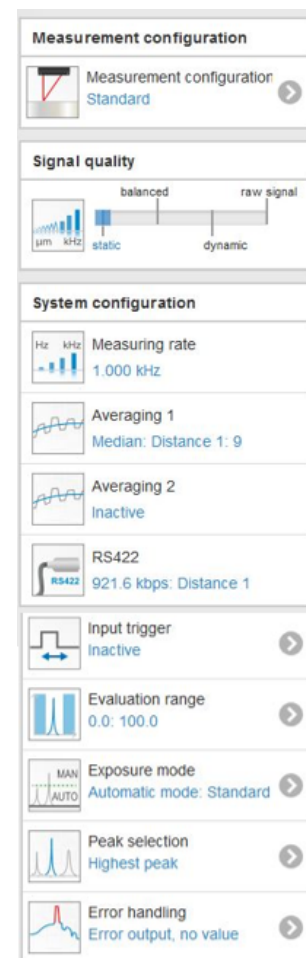 Measurement configuration
Measurement configuration
Standard
Signal quality
balanced
raw signal
µm kHz
static
dynamic
System configuration
Hz kHz
Measuring rate
1.000 kHz
Averaging 1
Median: Distance 1: 9
Averaging 2
Inactive
RS422
RS422
921.6 kbps: Distance 1
Input trigger
Inactive
Evaluation range
0.0: 100.0
MAN
AUTO
Exposure mode
Automatic mode: Standard
Peak selection
Highest peak
Error handling
Error output, no value